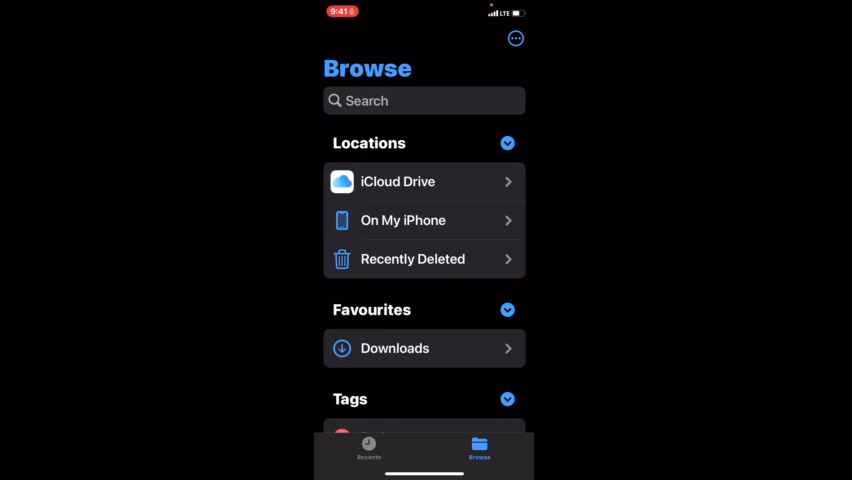 9:41
LTE
Browse
Search
Locations
iCloud Drive
On My iPhone
Recently Deleted
Favourites
Downloads
Tags
Recents
Browse